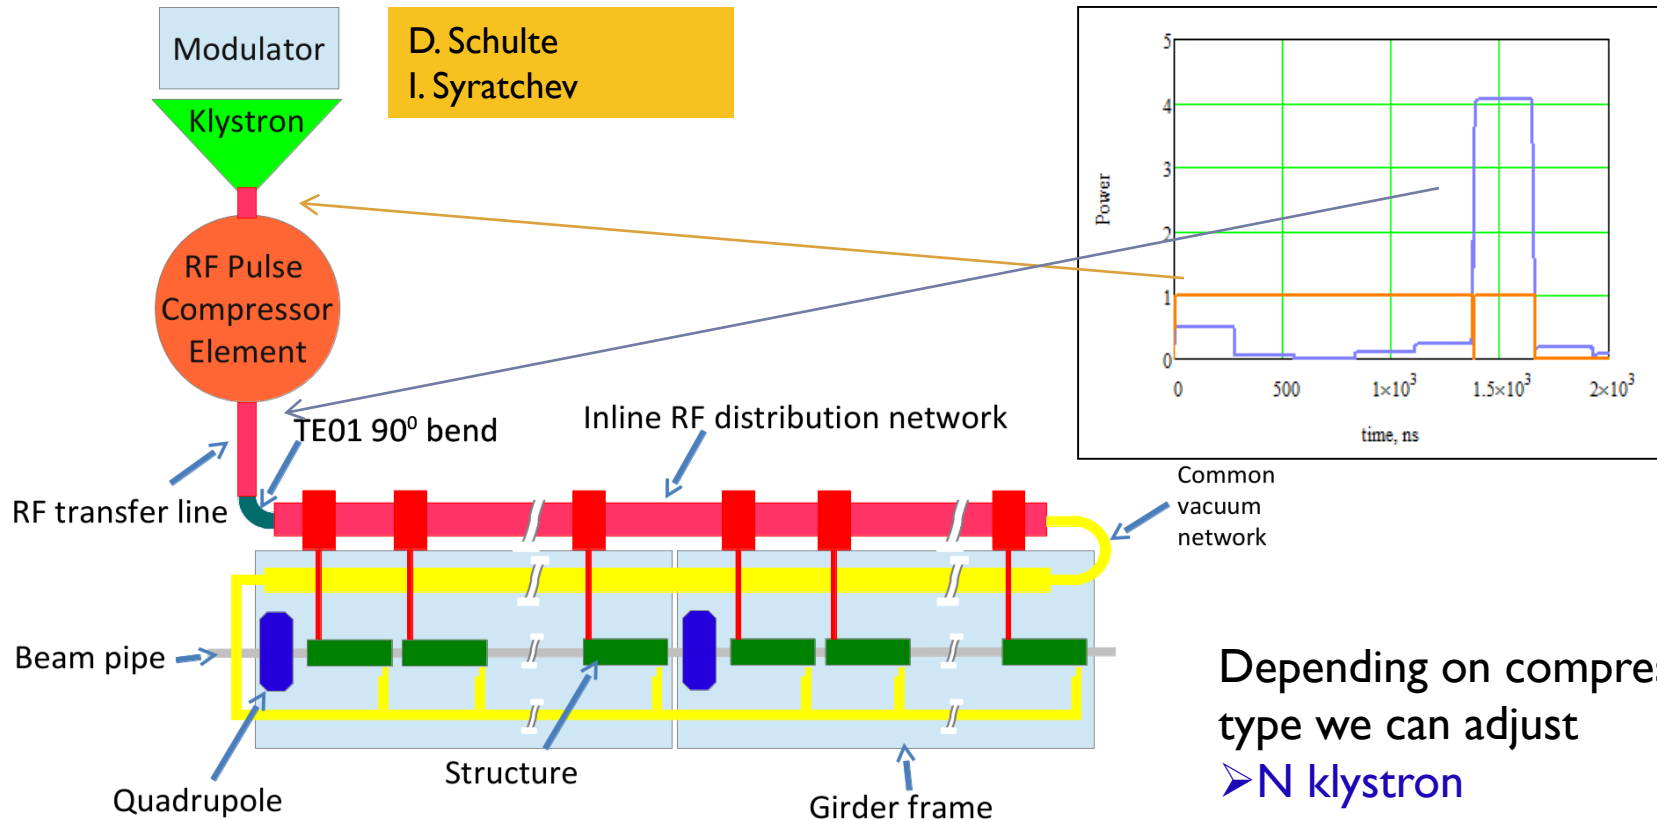 Modulator
D. Schulte
I. Syratchev
Klystron
RF Pulse
Compressor
Element
5
4
3
2
1
0
Power
0
500
1×10³
1.5×10³
2×10³
time, ns
TE01 90⁰ bend
Inline RF distribution network
RF transfer line
Common
vacuum
network
Beam pipe
Quadrupole
Structure
Girder frame
Depending on
type we can adjust
➢N klystron